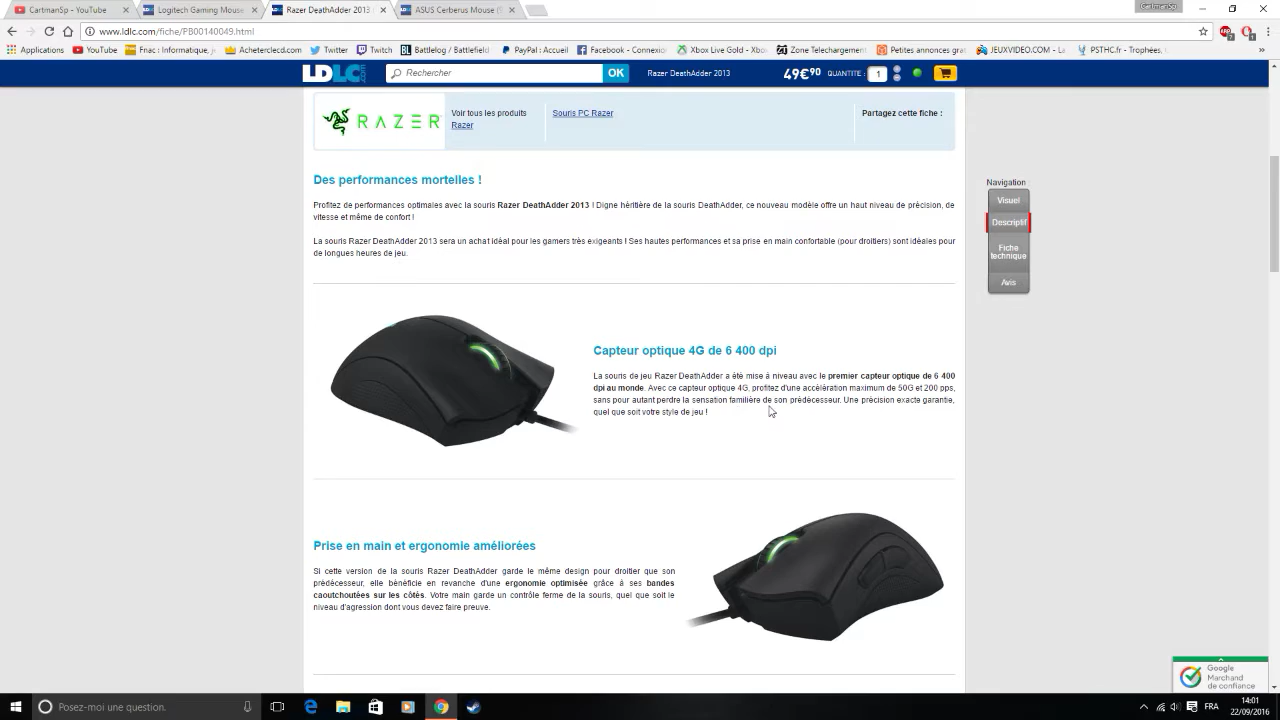 CartmanSp - YouTube
Logitech Gaming Mouse
Razer DeathAdder 2013
ASUS Cerberus Mouse (
CartmanSp
www.ldlc.com/fiche/PB00140049.html
Applications
YouTube
Fnac : Informatique, j
Acheterclecd.com
Twitter
Twitch
Battlelog / Battlefield
PayPal : Accueil
Facebook - Connexion
Xbox Live Gold - Xbox
Zone Telechargement
Petites annonces grat
JEUXVIDEO.COM - L
PSTHC.fr - Trophées,
LDLC
Rechercher
OK
Razer DeathAdder 2013
49€90
QUANTITE :
1
RAZER
Voir tous les produits
Razer
Souris PC Razer
Partagez cette fiche :
Des performances mortelles !
Profitez de performances optimales avec la souris Razer DeathAdder 2013 ! Digne héritière de la souris DeathAdder, ce nouveau modèle offre un haut niveau de précision, de
vitesse et même de confort !
La souris Razer DeathAdder 2013 sera un achat idéal pour les gamers très exigeants ! Ses hautes performances et sa prise en main confortable (pour droitiers) sont idéales pour
de longues heures de jeu.
Navigation
Visuel
Descriptif
Fiche
technique
Avis
Capteur optique 4G de 6 400 dpi
La souris de jeu Razer DeathAdder a été mise à niveau avec le premier capteur optique de 6 400
dpi au monde. Avec ce capteur optique 4G, profitez d'une accélération maximum de 50G et 200 pps,
sans pour autant perdre la sensation familière de son prédécesseur. Une précision exacte garantie,
quel que soit votre style de jeu !
Prise en main et ergonomie améliorées
Si cette version de la souris Razer DeathAdder garde le même design pour droitier que son
prédécesseur, elle bénéficie en revanche d'une ergonomie optimisée grâce à ses bandes
caoutchoutées sur les côtés. Votre main garde un contrôle ferme de la souris, quel que soit le
niveau d'agression dont vous devez faire preuve.
Google
Marchand
de confiance
Posez-moi une question.
FRA
14:01
22/09/2016